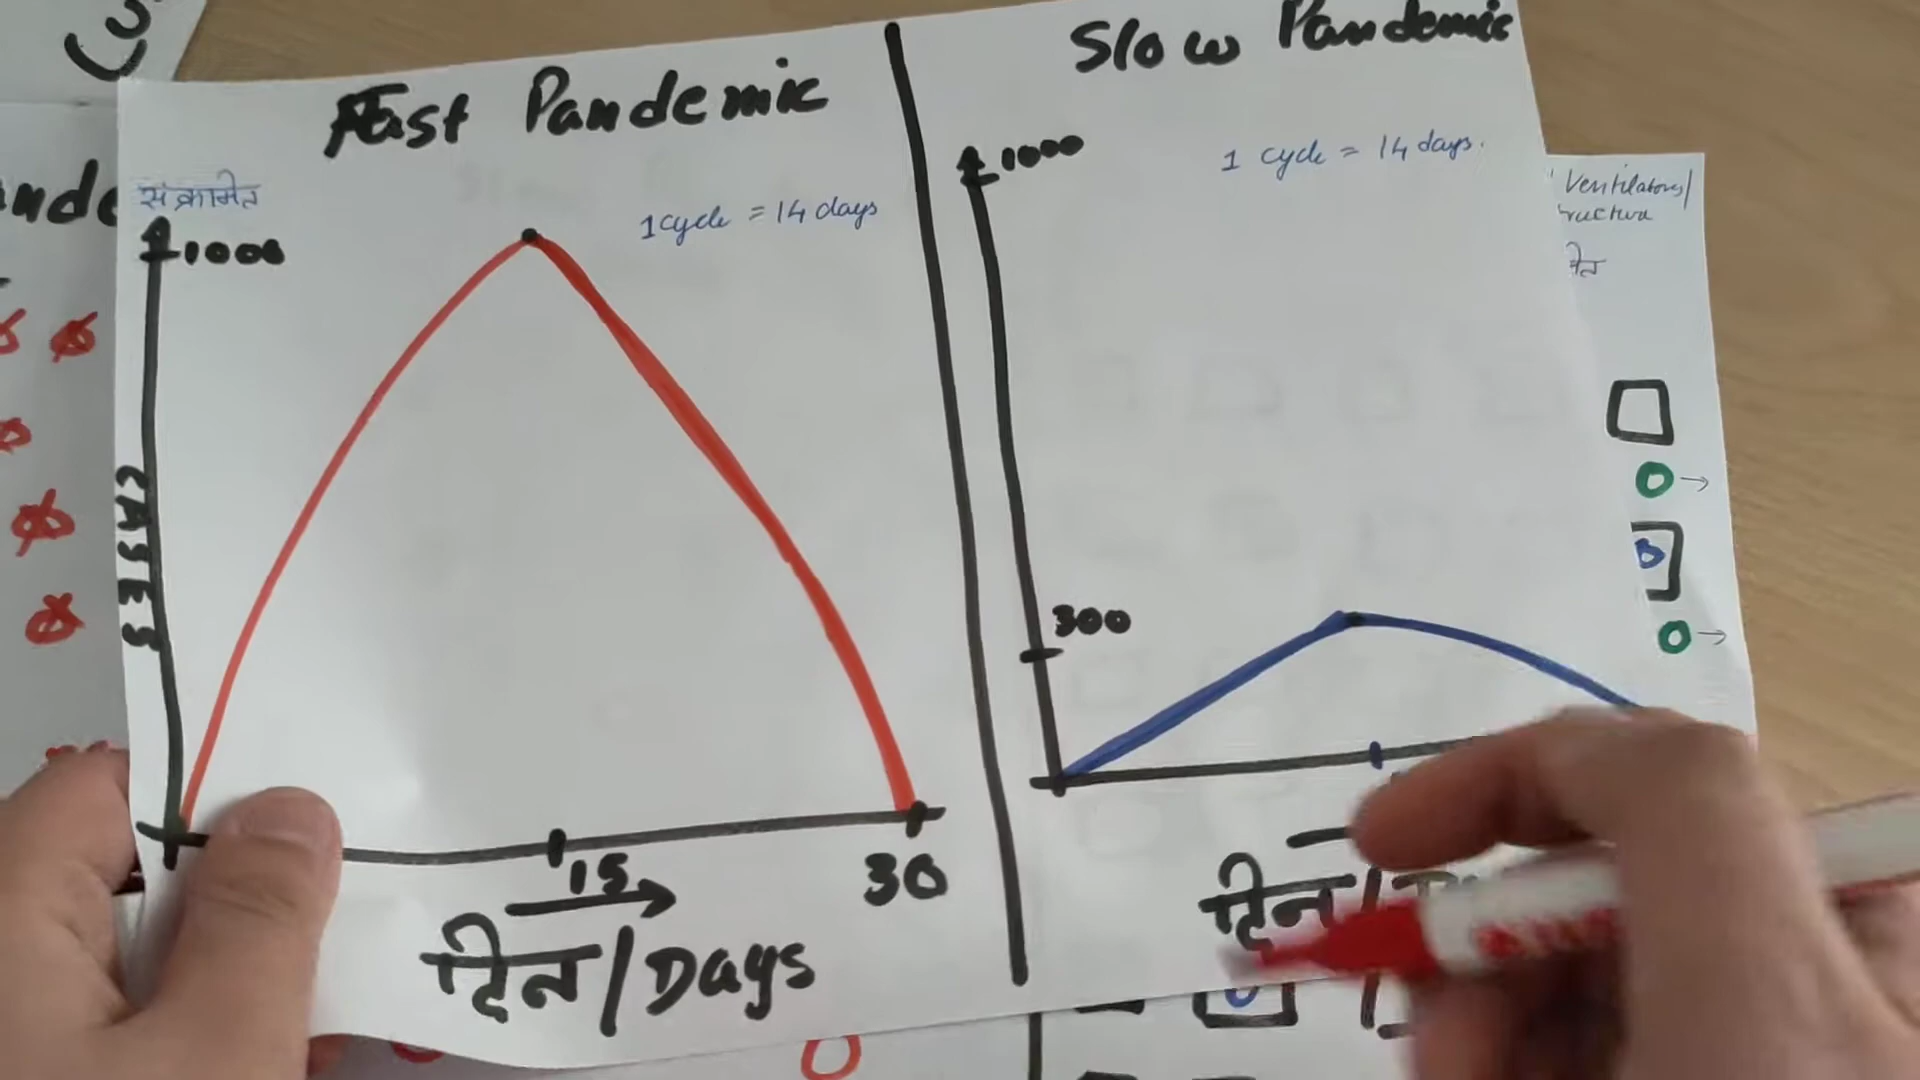 Fast Pandemic
संक्रामित
1000
1 cycle = 14 days
CASES
15
30
दिन/Days
Slow Pandemic
1000
1 cycle = 14 days.
300
दिन/
Ventilators/